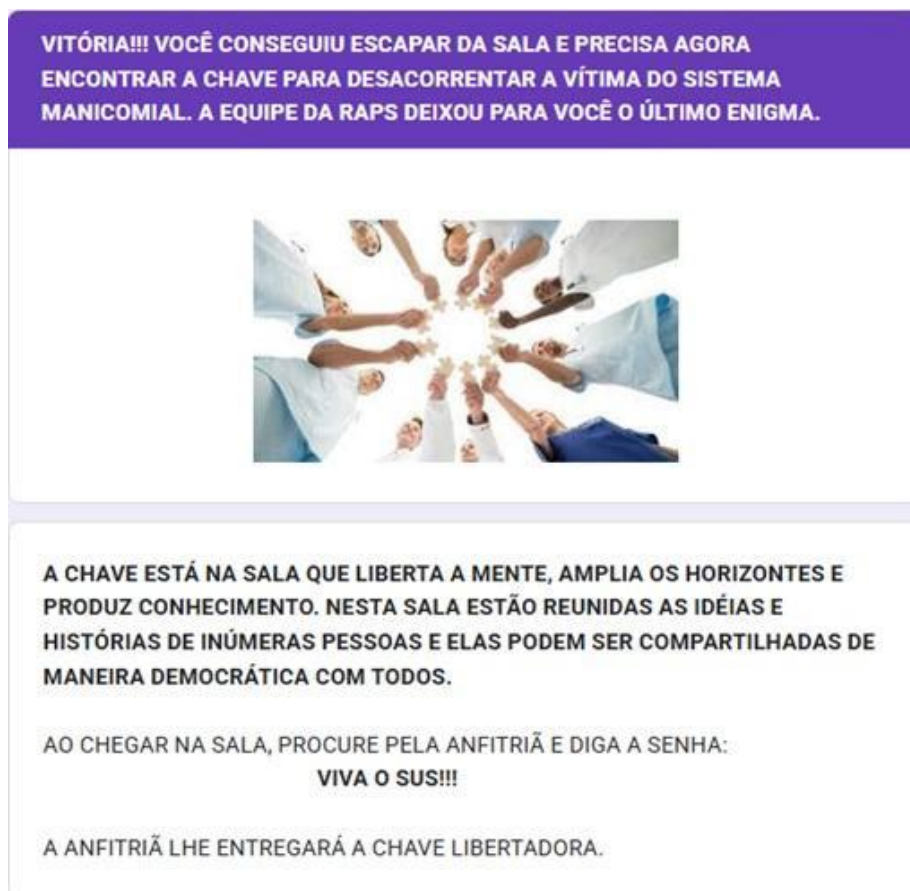 VITÓRIA!!! VOCÊ CONSEGUIU ESCAPAR DA SALA E PRECISA AGORA
ENCONTRAR A CHAVE PARA DESACORRENTAR A VÍTIMA DO SISTEMA
MANICOMIAL. A EQUIPE DA RAPS DEIXOU PARA VOCÊ O ÚLTIMO ENIGMA.
A CHAVE ESTÁ NA SALA QUE LIBERTA A MENTE, AMPLIA OS HORIZONTES E
PRODUZ CONHECIMENTO. NESTA SALA ESTÃO REUNIDAS AS IDÉIAS E
HISTÓRIAS DE INÚMERAS PESSOAS E ELAS PODEM SER COMPARTILHADAS DE
MANEIRA DEMOCRÁTICA COM TODOS.
AO CHEGAR NA SALA, PROCURE PELA ANFITRIÃ E DIGA A SENHA:
VIVA O SUS!!!
A ANFITRIÃ LHE ENTREGARÁ A CHAVE LIBERTADORA.